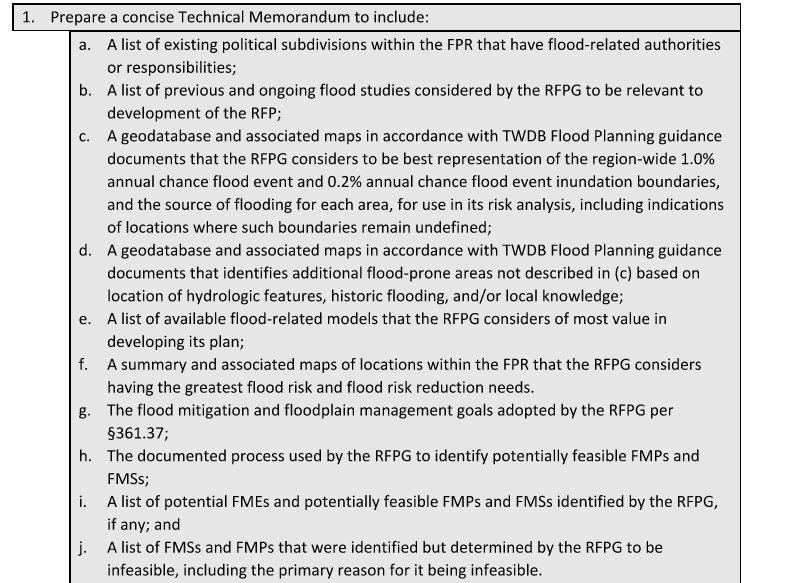 1. Prepare a concise Technical Memorandum to include:
a. A list of existing political subdivisions within the FPR that have flood-related authorities
or responsibilities;
b. A list of previous and ongoing flood studies considered by the RFPG to be relevant to
development of the RFP;
c. A geodatabase and associated maps in accordance with TWDB Flood Planning guidance
documents that the RFPG considers to be best representation of the region-wide 1.0%
annual chance flood event and 0.2% annual chance flood event inundation boundaries,
and the source of flooding for each area, for use in its risk analysis, including indications
of locations where such boundaries remain undefined;
d. A geodatabase and associated maps in accordance with TWDB Flood Planning guidance
documents that identifies additional flood-prone areas not described in (c) based on
location of hydrologic features, historic flooding, and/or local knowledge;
e. A list of available flood-related models that the RFPG considers of most value in
developing its plan;
f. A summary and associated maps of locations within the FPR that the RFPG considers
having the greatest flood risk and flood risk reduction needs.
g. The flood mitigation and floodplain management goals adopted by the RFPG per
§361.37;
h. The documented process used by the RFPG to identify potentially feasible FMPs and
FMSs;
i. A list of potential FMEs and potentially feasible FMPs and FMSs identified by the RFPG,
if any; and
j. A list of FMSs and FMPs that were identified but determined by the RFPG to be
infeasible, including the primary reason for it being infeasible.